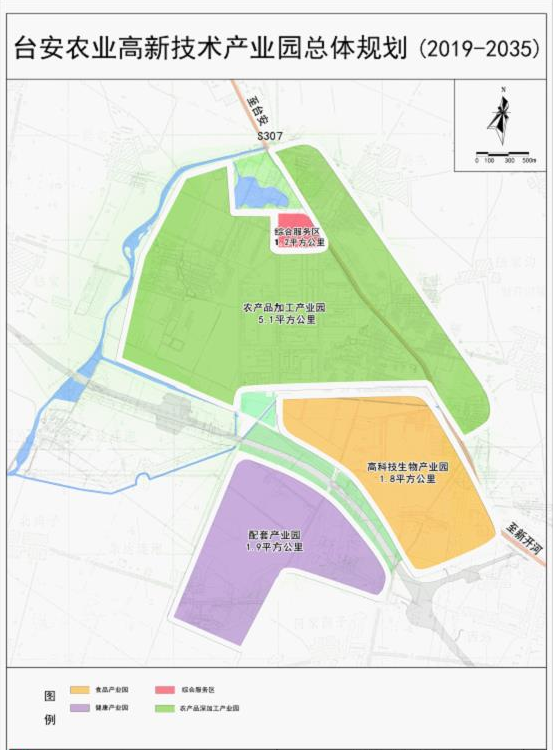 台安农业高新技术产业园总体规划 (2019-2035)
N
0 100 300 500m
至台安
S307
综合服务区
1.2平方公里
农产品加工产业园
5.1平方公里
高科技生物产业园
1.8平方公里
配套产业园
1.9平方公里
至新开河
图例
食品产业园
综合服务区
健康产业园
农产品深加工产业园